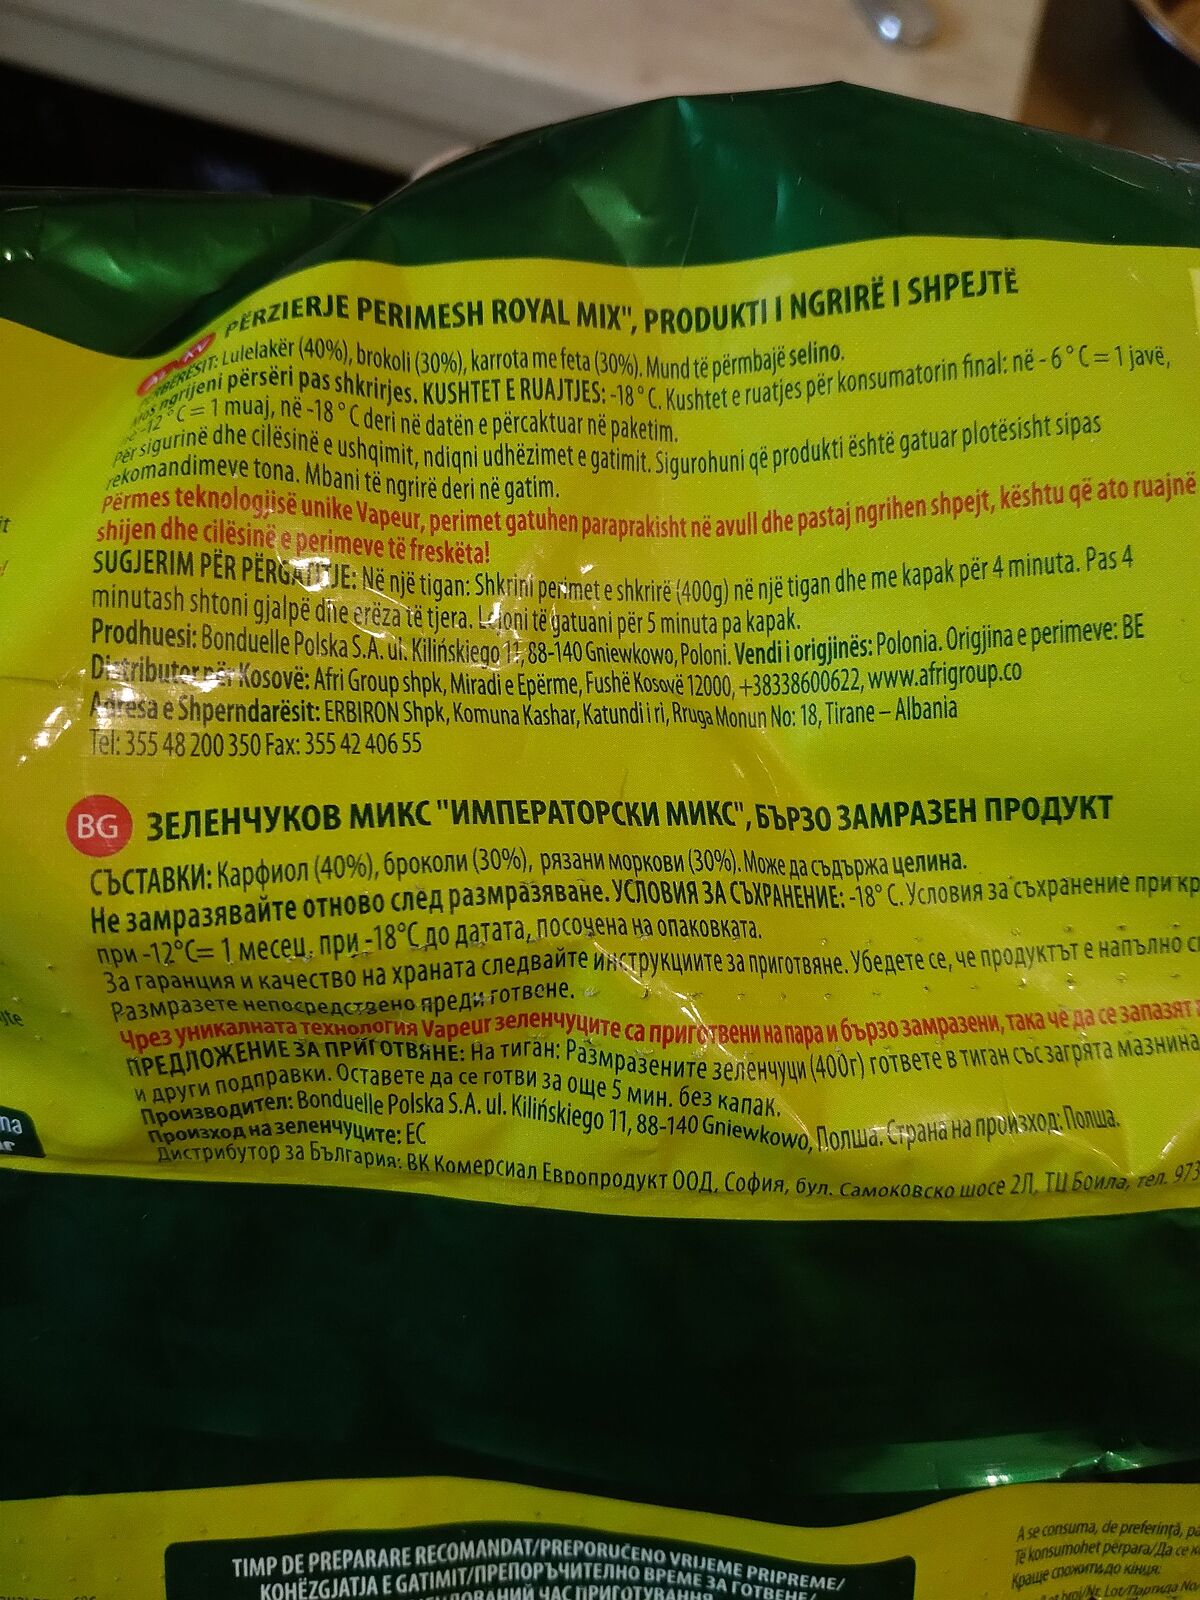 PËRZIERJE PERIMESH ROYAL MIX", PRODUKTI I NGRIRË I SHPEJTË
Lulelakër (40%), brokoli (30%), karrota me feta (30%). Mund të përmbajë selino.
ngrijeni përsëri pas shkrirjes. KUSHTET E RUAJTJES: -18°C. Kushtet e ruatjes për konsumatorin final: në - 6°C = 1 javë,
-12°C = 1 muaj, në -18°C deri në datën e përcaktuar në paketim.
Për sigurinë dhe cilësinë e ushqimit, ndiqni udhëzimet e gatimit. Sigurohuni që produkti është gatuar plotësisht sipas
rekomandimeve tona. Mbani të ngrirë deri në gatim.
Përmes teknologjisë unike Vapeur, perimet gatuhen paraprakisht në avull dhe pastaj ngrihen shpejt, kështu që ato ruajnë
shijen dhe cilësinë e perimeve të freskëta!
SUGJERIM PËR PËRGATITJE: Në një tigan: Shkrini perimet e shkrirë (400g) në një tigan dhe me kapak për 4 minuta. Pas 4
minutash shtoni gjalpë dhe erëza të tjera. Lejoni të gatuani për 5 minuta pa kapak.
Prodhuesi: Bonduelle Polska S.A. ul. Kilińskiego 11, 88-140 Gniewkowo, Poloni. Vendi i origjinës: Polonia. Origjina e perimeve: BE
Distributor për Kosovë: Afri Group shpk, Miradi e Epërme, Fushë Kosovë 12000, +38338600622, www.afrigroup.co
Adresa e Shperndarësit: ERBIRON Shpk, Komuna Kashar, Katundi i ri, Rruga Monun No: 18, Tirane – Albania
Tel: 355 48 200 350 Fax: 355 42 406 55
BG ЗЕЛЕНЧУКОВ МИКС "ИМПЕРАТОРСКИ МИКС", БЪРЗО ЗАМРАЗЕН ПРОДУКТ
СЪСТАВКИ: Карфиол (40%), броколи (30%), рязани моркови (30%). Може да съдържа целина.
Не замразявайте отново след размразяване. УСЛОВИЯ ЗА СЪХРАНЕНИЕ: -18° C. Условия за съхранение при кр
при -12°C= 1 месец, при -18°C до датата, посочена на опаковката.
За гаранция и качество на храната следвайте инструкциите за приготвяне. Убедете се, че продуктът е напълно
Размразете непосредствено преди готвене.
Чрез уникалната технология Vapeur зеленчуците са приготвени на пара и бързо замразени, така че да се запазят
ПРЕДЛОЖЕНИЕ ЗА ПРИГОТВЯНЕ: На тиган: Размразените зеленчуци (400г) гответе в тиган със загрята мазнина
и други подправки. Оставете да се готви за още 5 мин. без капак.
Производител: Bonduelle Polska S.A. ul. Kilińskiego 11, 88-140 Gniewkowo, Полша. Страна на произход: Полша.
Произход на зеленчуците: ЕС
Дистрибутор за България: ВК Комерсиал Европродукт ООД, София, бул. Самоковско шосе 2Л, ТЦ Боила, тел. 973
TIMP DE PREPARARE RECOMANDAT/PREPORUČENO VRIJEME PRIPREME/
KOHËZGJATJA E GATIMIT/ПРЕПОРЪЧИТЕЛНО ВРЕМЕ ЗА ГОТВЕНЕ/
ЧАС ПРИГОТУВАННЯ
A se consuma, de preferință,
Të konsumohet përpara/Да се
Краще спожити до кінця:
Lot/Партида